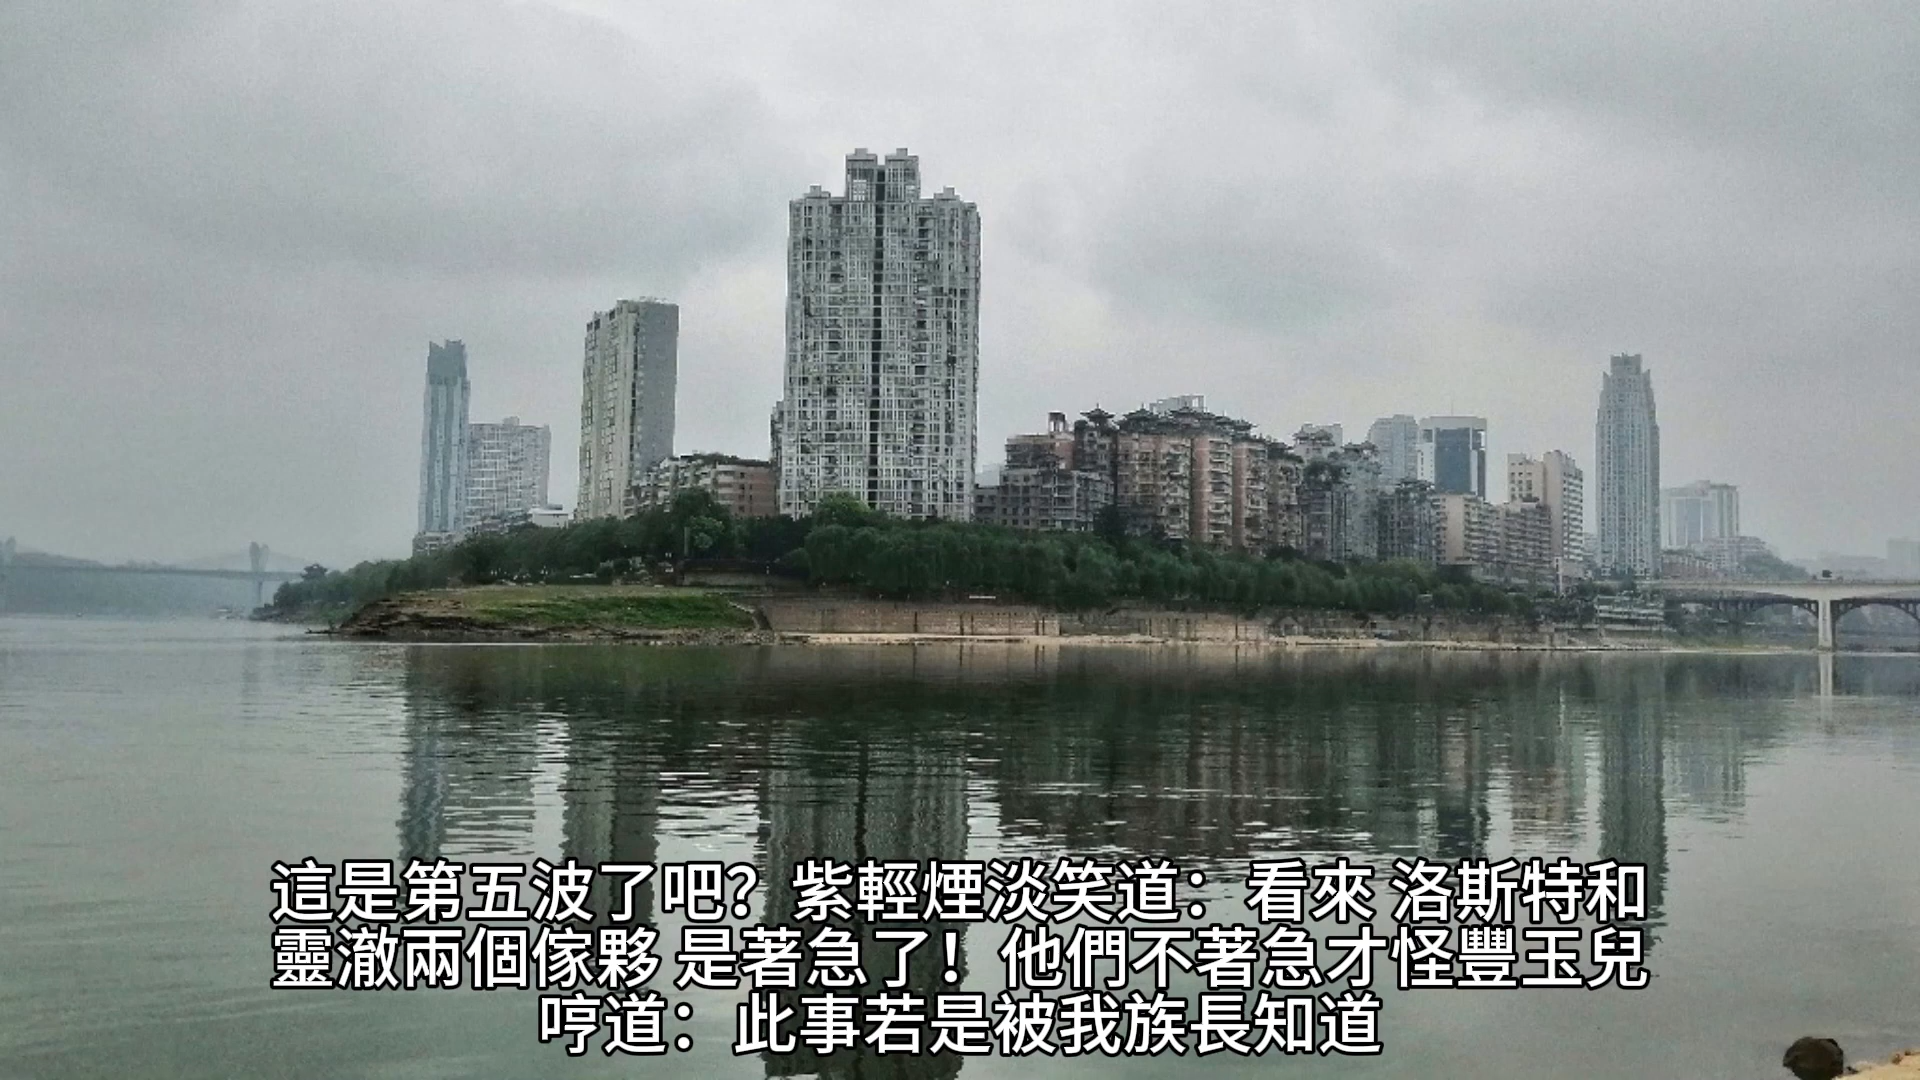 這是第五波了吧？紫輕煙淡笑道：看來 洛斯特和
靈澈兩個傢夥 是著急了！他們不著急才怪豐玉兒
哼道：此事若是被我族長知道